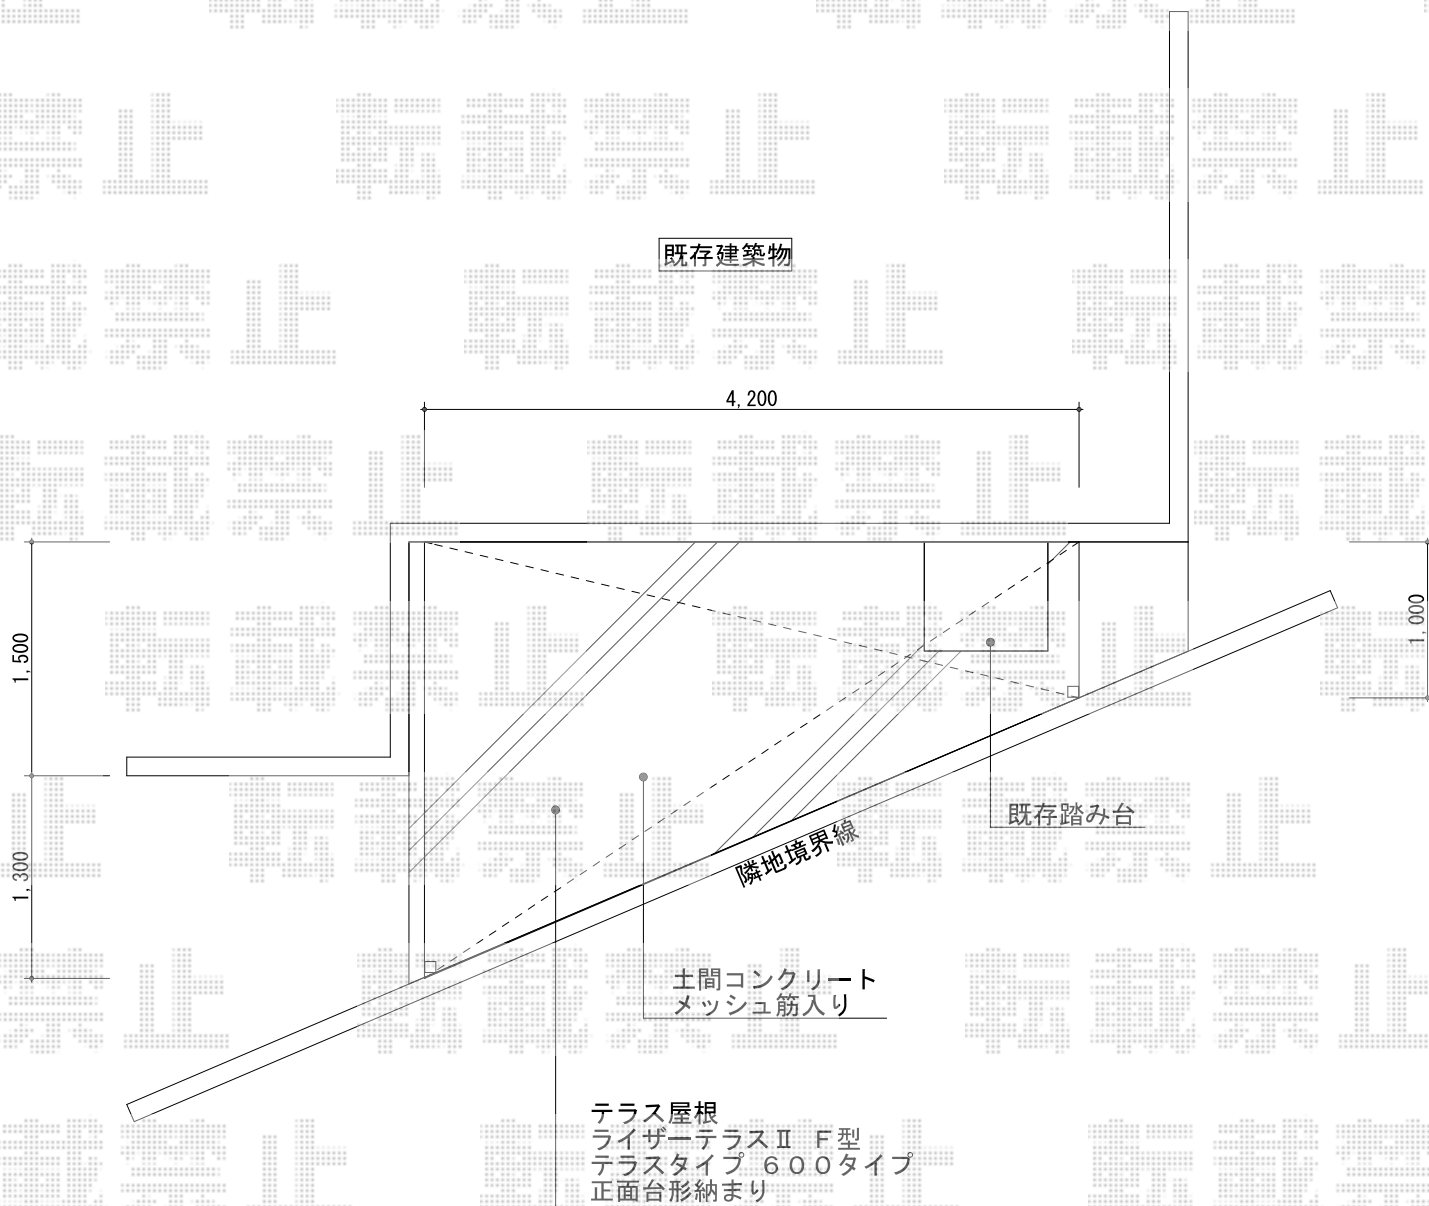 転載禁止
既存建築物
4,200
1,500
1,000
1,300
既存踏み台
隣地境界線
土間コンクリート
メッシュ筋入り
テラス屋根
ライザーテラスⅡ F型
テラスタイプ 600タイプ
正面台形納まり